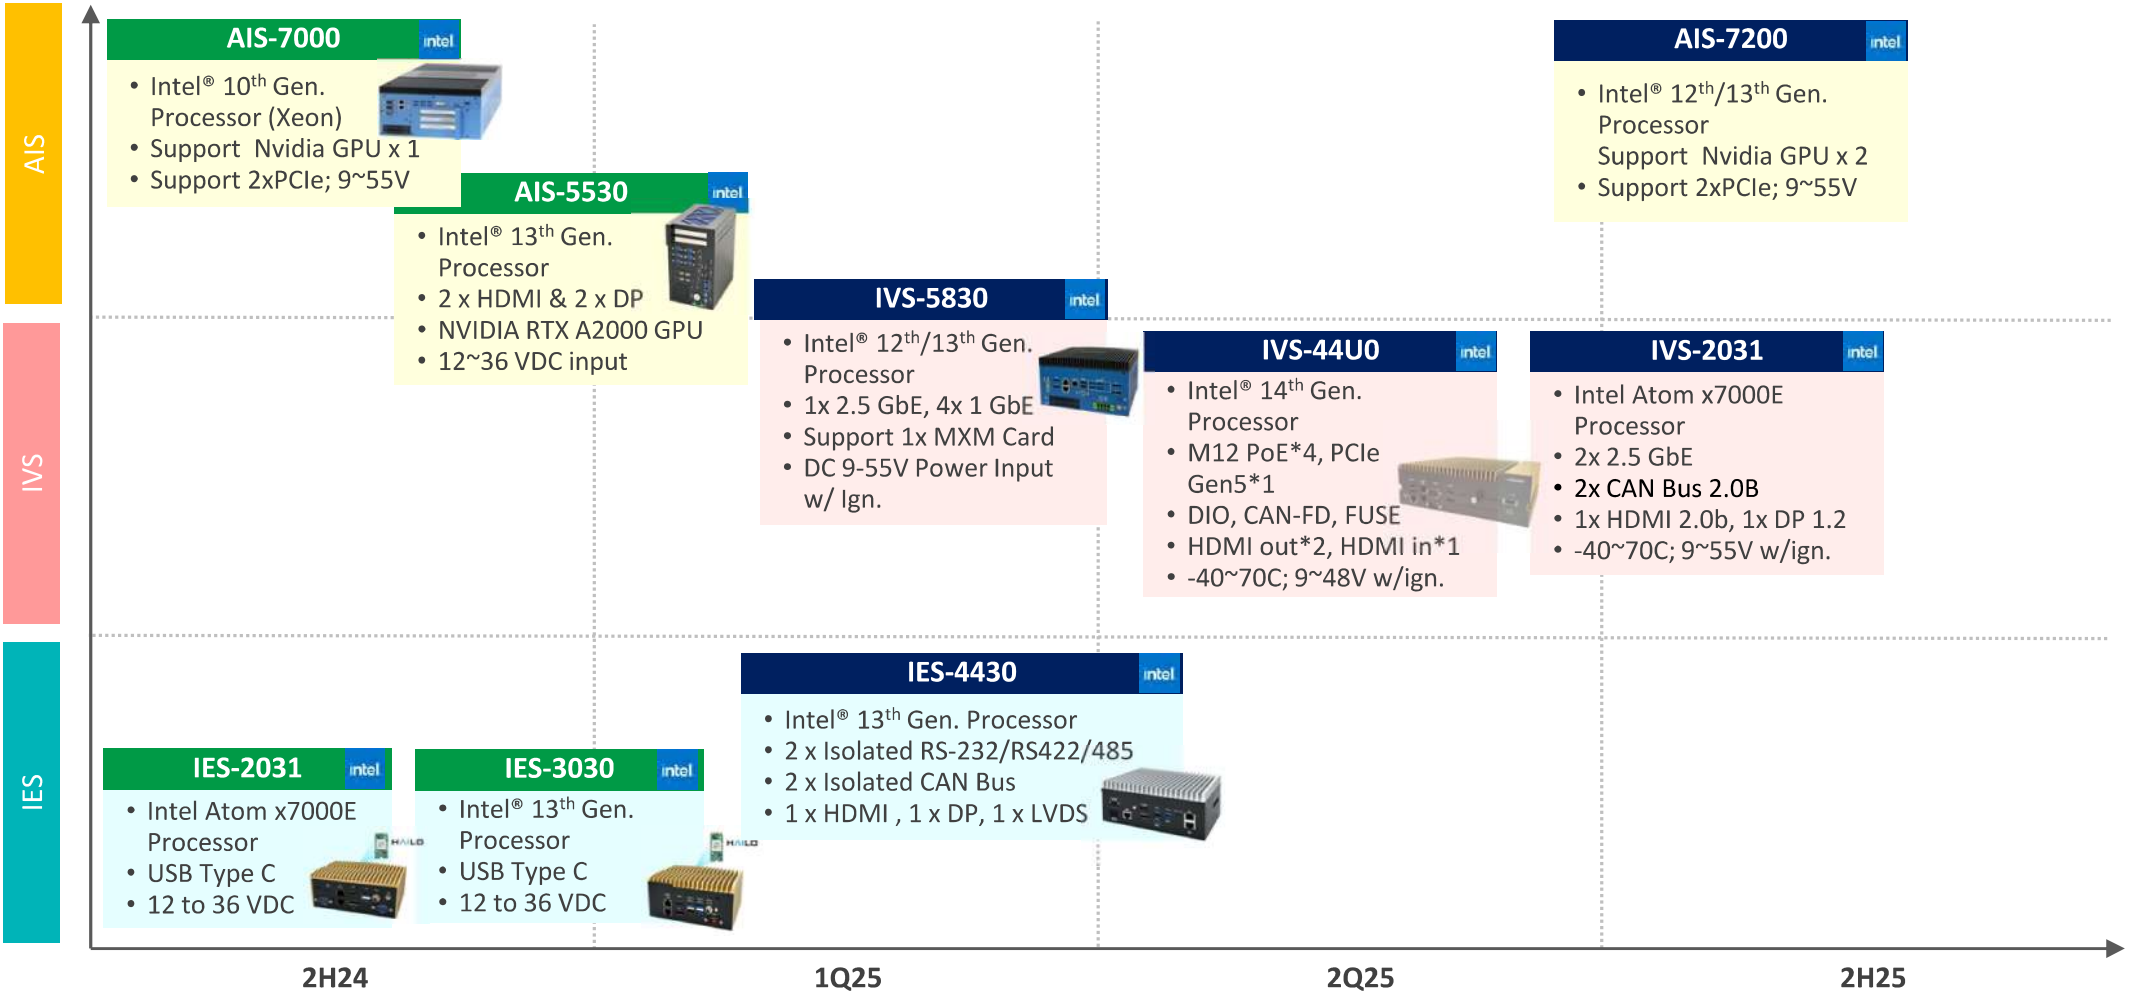 AIS
AIS-7000
intel
• Intel® 10th Gen.
Processor (Xeon)
• Support Nvidia GPU x 1
• Support 2xPCIe; 9~55V
AIS-5530
intel
• Intel® 13th Gen.
Processor
• 2 x HDMI & 2 x DP
• NVIDIA RTX A2000 GPU
• 12~36 VDC input
AIS-7200
intel
• Intel® 12th/13th Gen.
Processor
Support Nvidia GPU x 2
• Support 2xPCIe; 9~55V
IVS
IVS-5830
intel
• Intel® 12th/13th Gen.
Processor
• 1x 2.5 GbE, 4x 1 GbE
• Support 1x MXM Card
• DC 9-55V Power Input
w/ Ign.
IVS-44U0
intel
• Intel® 14th Gen.
Processor
• M12 PoE*4, PCIe
Gen5*1
• DIO, CAN-FD, FUSE
• HDMI out*2, HDMI in*1
• -40~70C; 9~48V w/ign.
IVS-2031
intel
• Intel Atom x7000E
Processor
• 2x 2.5 GbE
• 2x CAN Bus 2.0B
• 1x HDMI 2.0b, 1x DP 1.2
• -40~70C; 9~55V w/ign.
IES
IES-2031
intel
• Intel Atom x7000E
Processor
• USB Type C
• 12 to 36 VDC
HAILO
IES-3030
intel
• Intel® 13th Gen.
Processor
• USB Type C
• 12 to 36 VDC
HAILO
IES-4430
intel
• Intel® 13th Gen. Processor
• 2 x Isolated RS-232/RS422/485
• 2 x Isolated CAN Bus
• 1 x HDMI , 1 x DP, 1 x LVDS
2H24
1Q25
2Q25
2H25